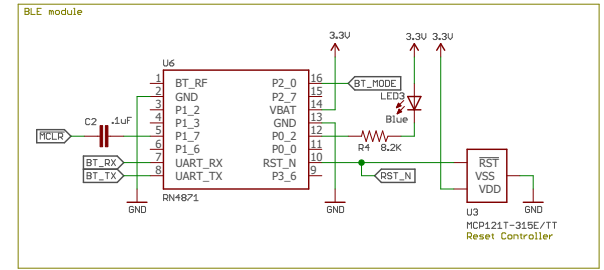 BLE module
3.3V
3.3V
3.3V
U6
1 BT_RF P2_0 16 BT_MODE
2 GND P2_7 15
3 P1_2 VBAT 14
4 P1_3 GND 13
MCLR C2 .1uF 5 P1_7 P0_2 12
6 P1_6 P0_0 11
BT_RX 7 UART_RX RST_N 10
BT_TX 8 UART_TX P3_6 9
RN4871
LED3
Blue
R4 8.2K
RST_N
RST
VSS
VDD
GND
GND
GND
U3
MCP121T-315E/TT
Reset Controller